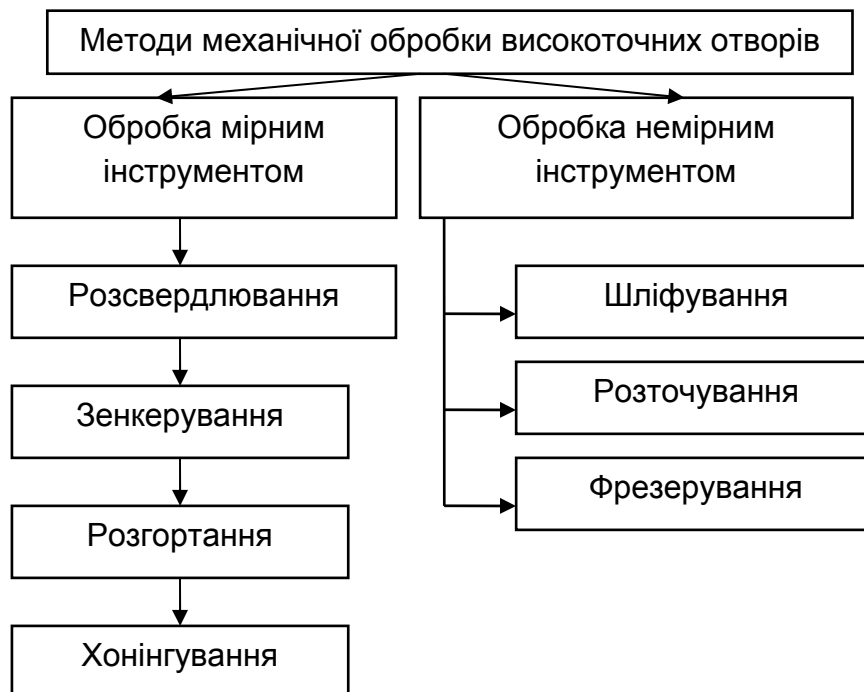 Методи механічної обробки високоточних отворів
Обробка мірним
інструментом
Обробка немірним
інструментом
Розсвердлювання
Зенкерування
Розгортання
Хонінгування
Шліфування
Розточування
Фрезерування